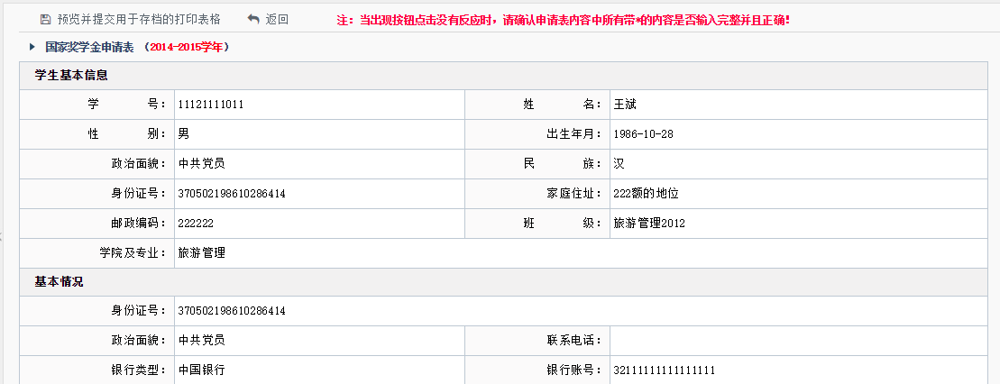 预览并提交用于存档的打印表格 返回 注：当出现按钮点击没有反应时，请确认申请表内容中所有带*的内容是否输入完整并且正确！
国家奖学金申请表 （2014-2015学年）
学生基本信息
学 号： 11121111011 姓 名： 王斌
性 别： 男 出生年月： 1986-10-28
政治面貌： 中共党员 民 族： 汉
身份证号： 370502198610286414 家庭住址： 222额的地位
邮政编码： 222222 班 级： 旅游管理2012
学院及专业： 旅游管理
基本情况
身份证号： 370502198610286414
政治面貌： 中共党员 联系电话：
银行类型： 中国银行 银行账号： 32111111111111111